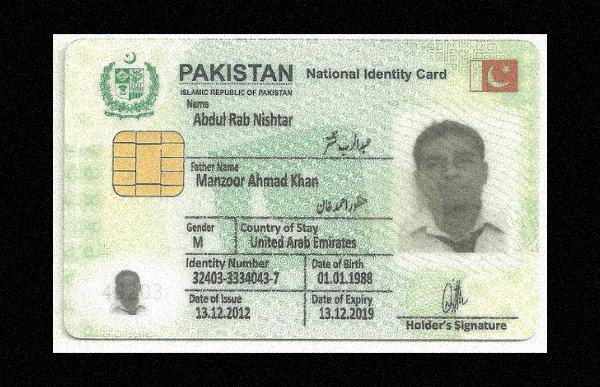 PAKISTAN National Identity Card
ISLAMIC REPUBLIC OF PAKISTAN
Name
Abdul Rab Nishtar
عبدالرب نشتر
Father Name
Manzoor Ahmad Khan
منظور احمد خان
Gender Country of Stay
M United Arab Emirates
Identity Number Date of Birth
32403-3334043-7 01.01.1988
Date of Issue Date of Expiry
13.12.2012 13.12.2019
Holder's Signature